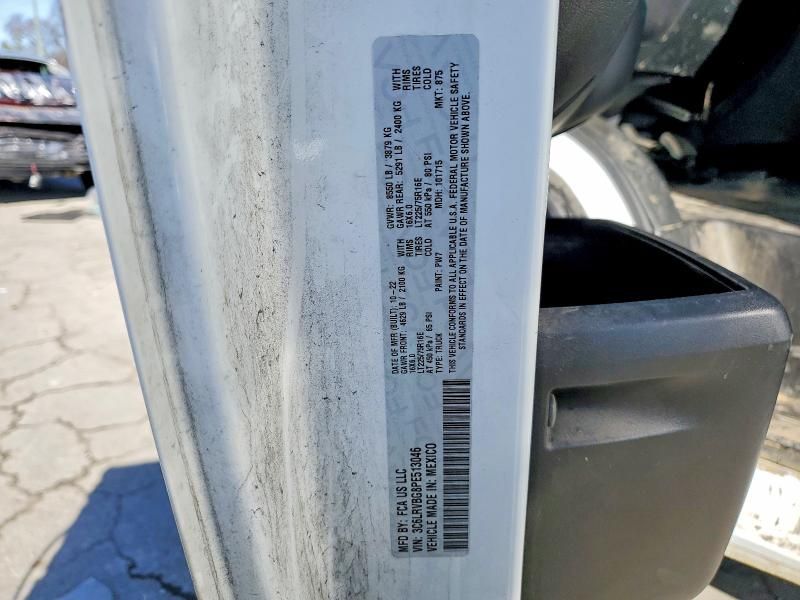 MFD BY: FCA US LLC
VIN: 3C6LRVBG8PE513046
VEHICLE MADE IN: MEXICO
DATE OF MFR (BUILT): 10-22 GVWR: 8550 LB / 3879 KG
GAWR FRONT: 4629 LB / 2100 KG WITH GAWR REAR: 5291 LB / 2400 KG WITH
16X6.0 RIMS 16X6.0 RIMS
LT225/75R16E TIRES LT225/75R16E TIRES
AT 450 kPa / 65 PSI COLD AT 550 kPa / 80 PSI COLD
TYPE: TRUCK PAINT: PW7 MDH: 101715 MKT: 875
THIS VEHICLE CONFORMS TO ALL APPLICABLE U.S.A. FEDERAL MOTOR VEHICLE SAFETY
STANDARDS IN EFFECT ON THE DATE OF MANUFACTURE SHOWN ABOVE.